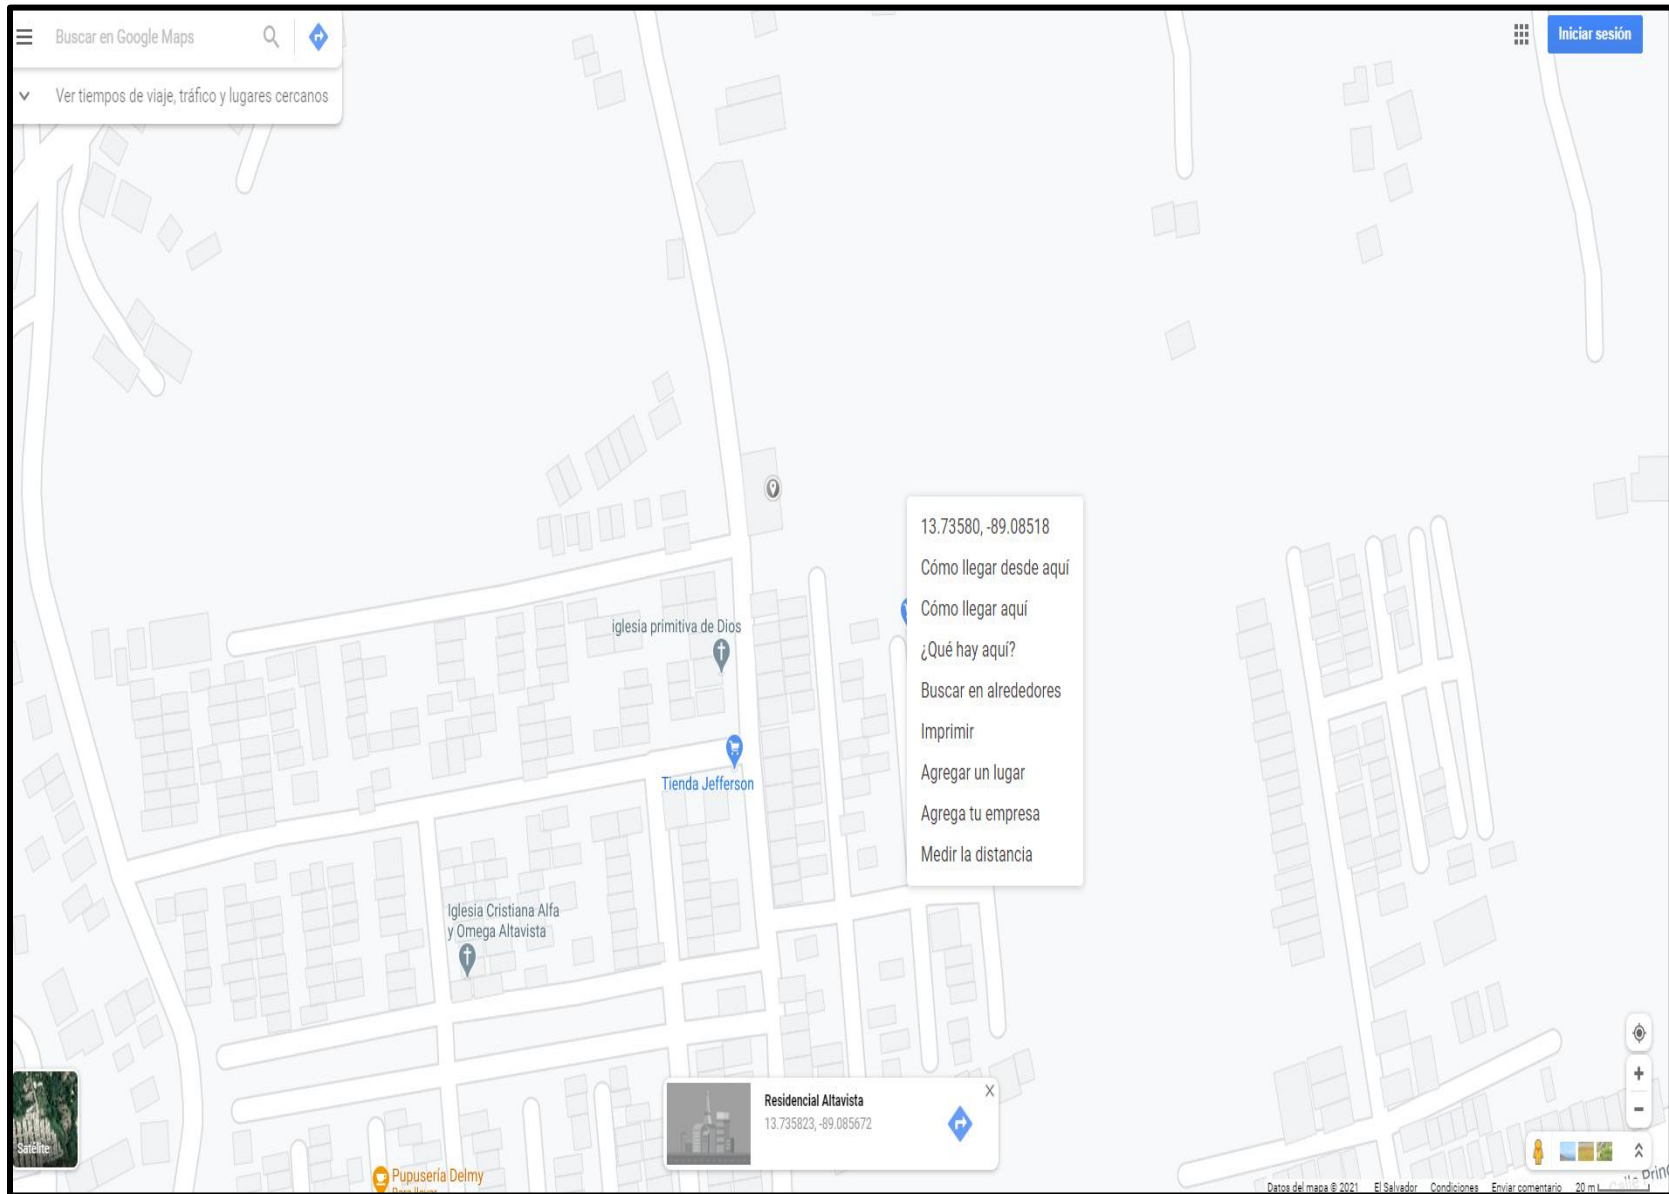 Buscar en Google Maps
Iniciar sesión
Ver tiempos de viaje, tráfico y lugares cercanos
13.73580, -89.08518
Cómo llegar desde aquí
Cómo llegar aquí
¿Qué hay aquí?
Buscar en alrededores
Imprimir
Agregar un lugar
Agrega tu empresa
Medir la distancia
iglesia primitiva de Dios
Tienda Jefferson
Iglesia Cristiana Alfa
y Omega Altavista
Residencial Altavista
13.735823, -89.085672
X
Satélite
Pupusería Delmy
Para llevar
Datos del mapa © 2021 El Salvador Condiciones Enviar comentario 20 m